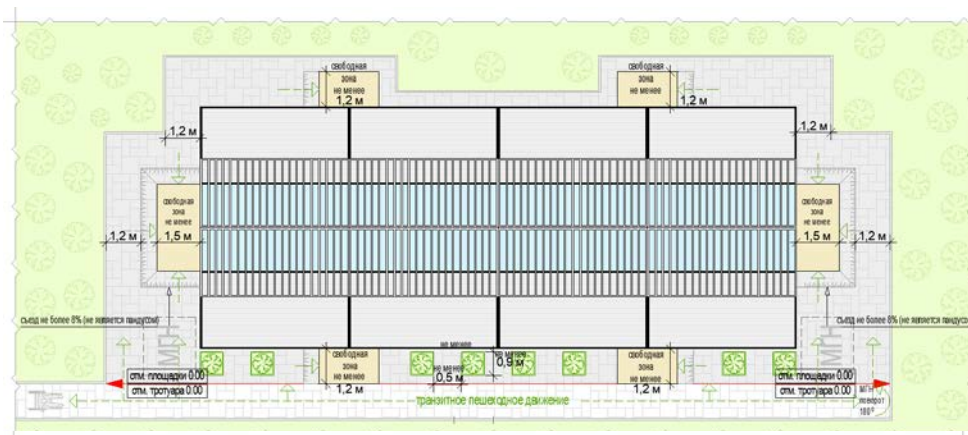 свободная
зона
не менее
1,2 м
свободная
зона
не менее
1,2 м
1,2 м
1,2 м
свободная
зона
не менее
1,5 м
1,2 м
свободная
зона
не менее
1,5 м
1,2 м
съезд не более 8% (не является пандусом)
съезд не более 8% (не является пандусо
МГН
МГН
не менее
свободная
зона
не менее
1,2 м
не менее
0,9 м
не менее
0,5 м
свободная
зона
не менее
1,2 м
отм. площадки 0.00
отм. тротуара 0.00
отм. площадки 0.00
отм. тротуара 0.00
транзитное пешеходное движение
МГН
поворот
180°